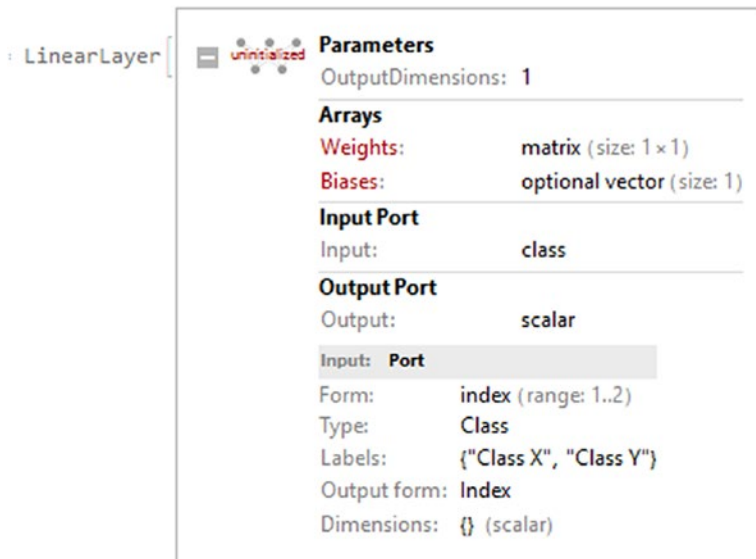 : LinearLayer[
uninitialized
Parameters
OutputDimensions: 1
Arrays
Weights: matrix (size: 1×1)
Biases: optional vector (size: 1)
Input Port
Input: class
Output Port
Output: scalar
Input: Port
Form: index (range: 1..2)
Type: Class
Labels: {"Class X", "Class Y"}
Output form: Index
Dimensions: {} (scalar)